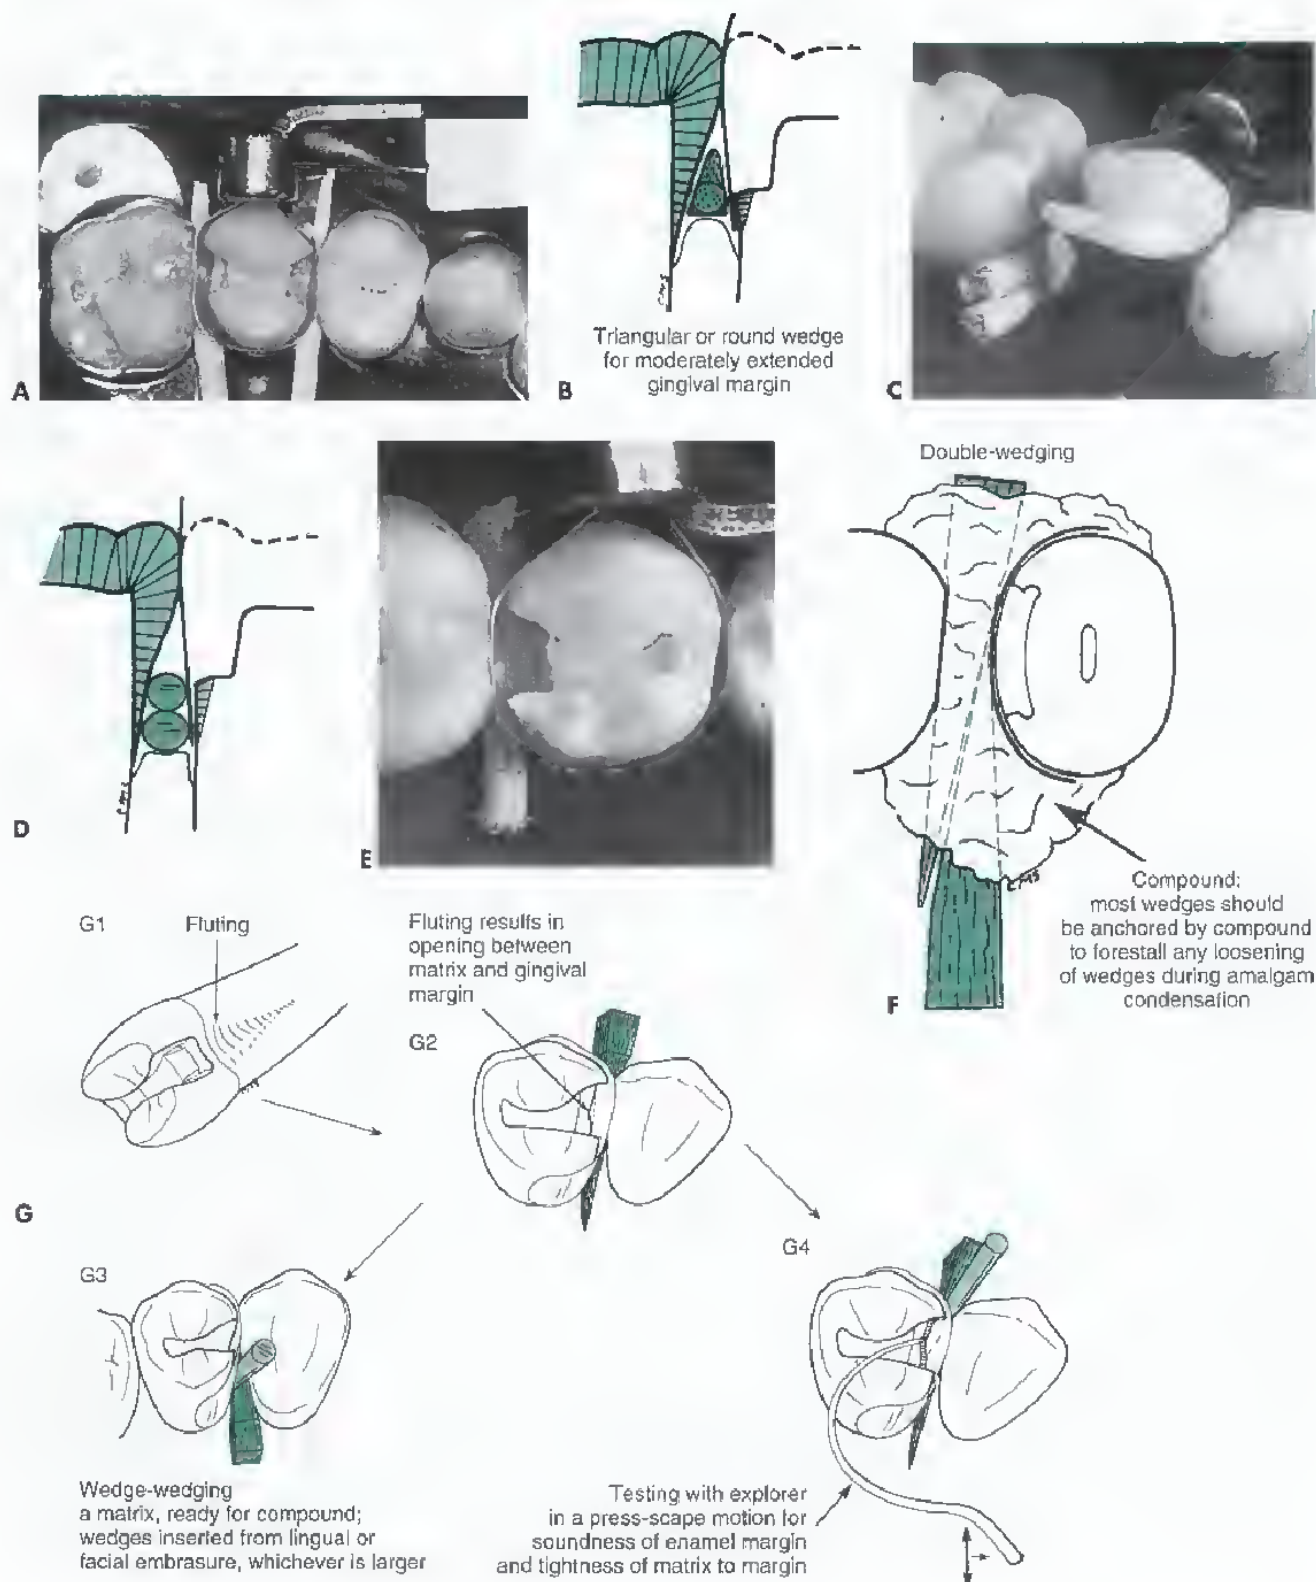 A
B
Triangular or round wedge
for moderately extended
gingival margin
C
D
E
Double-wedging
F
Compound:
most wedges should
be anchored by compound
to forestall any loosening
of wedges during amalgam
condensation
G
G1
Fluting
Fluting results in
opening between
matrix and gingival
margin
G2
G3
Wedge-wedging
a matrix, ready for compound;
wedges inserted from lingual or
facial embrasure, whichever is larger
G4
Testing with explorer
in a press-scape motion for
soundness of enamel margin
and tightness of matrix to margin